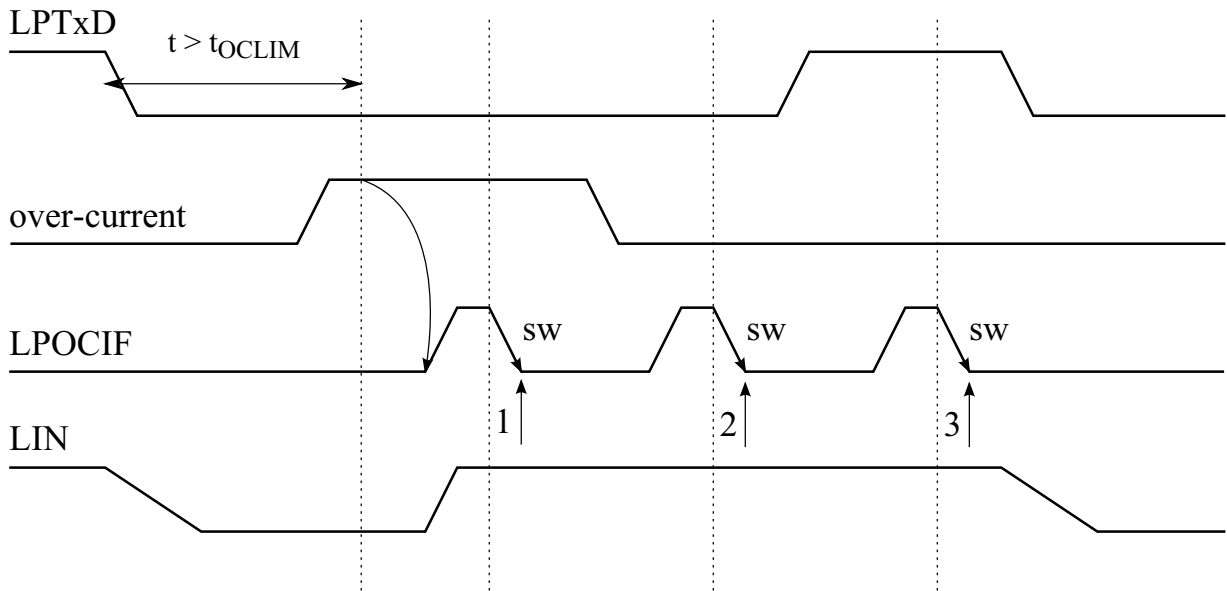 LPTxD
t > tOCLIM
over-current
LPOCIF
sw
sw
sw
1
2
3
LIN